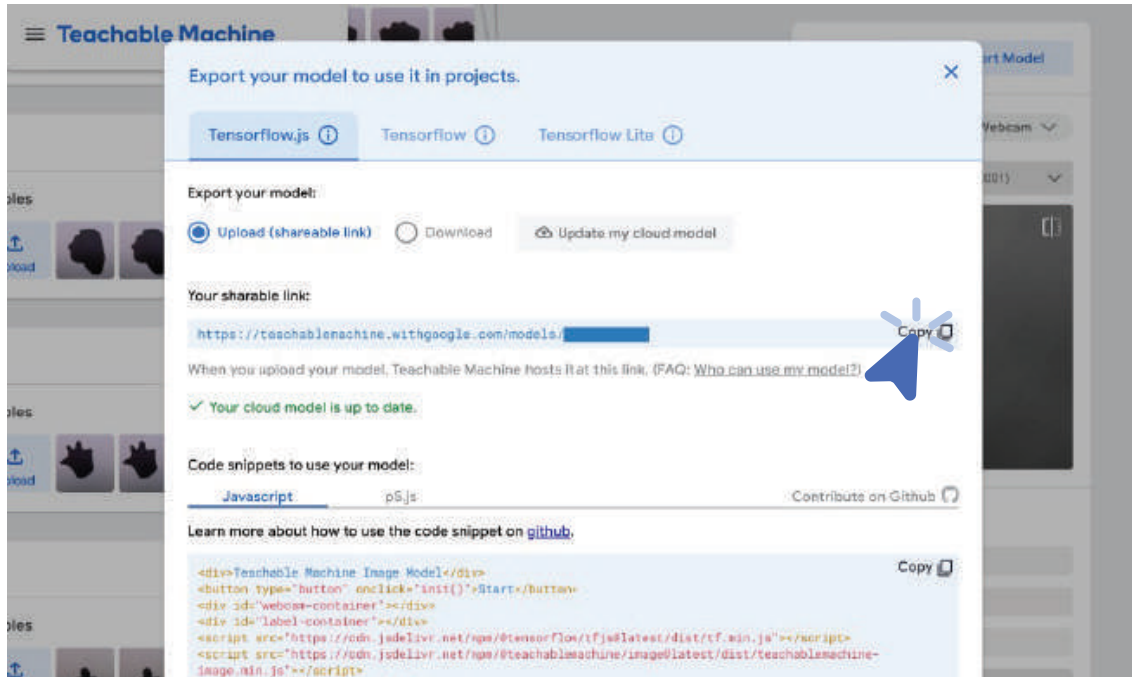 Teachable Machine
Export your model to use it in projects.
ort Model
Tensorflow.js
Tensorflow
Tensorflow Lite
Webcam
Export your model:
ples
Upload (shareable link)
Download
Update my cloud model
pload
Your sharable link:
https://teachablemachine.withgoogle.com/models/
Copy
When you upload your model, Teachable Machine hosts it at this link. (FAQ: Who can use my model?)
Your cloud model is up to date.
ples
Code snippets to use your model:
pload
Javascript
p5.js
Contribute on Github
Learn more about how to use the code snippet on github.
Copy
<div>Teachable Machine Image Model</div>
<button type="button" onclick="init()">Start</button>
<div id="webcam-container"></div>
<div id="label-container"></div>
<script src="https://cdn.jsdelivr.net/npm/@tensorflow/tfjs@latest/dist/tf.min.js"></script>
<script src="https://cdn.jsdelivr.net/npm/@teachablemachine/image@latest/dist/teachablemachine-
image.min.js"></script>
ples